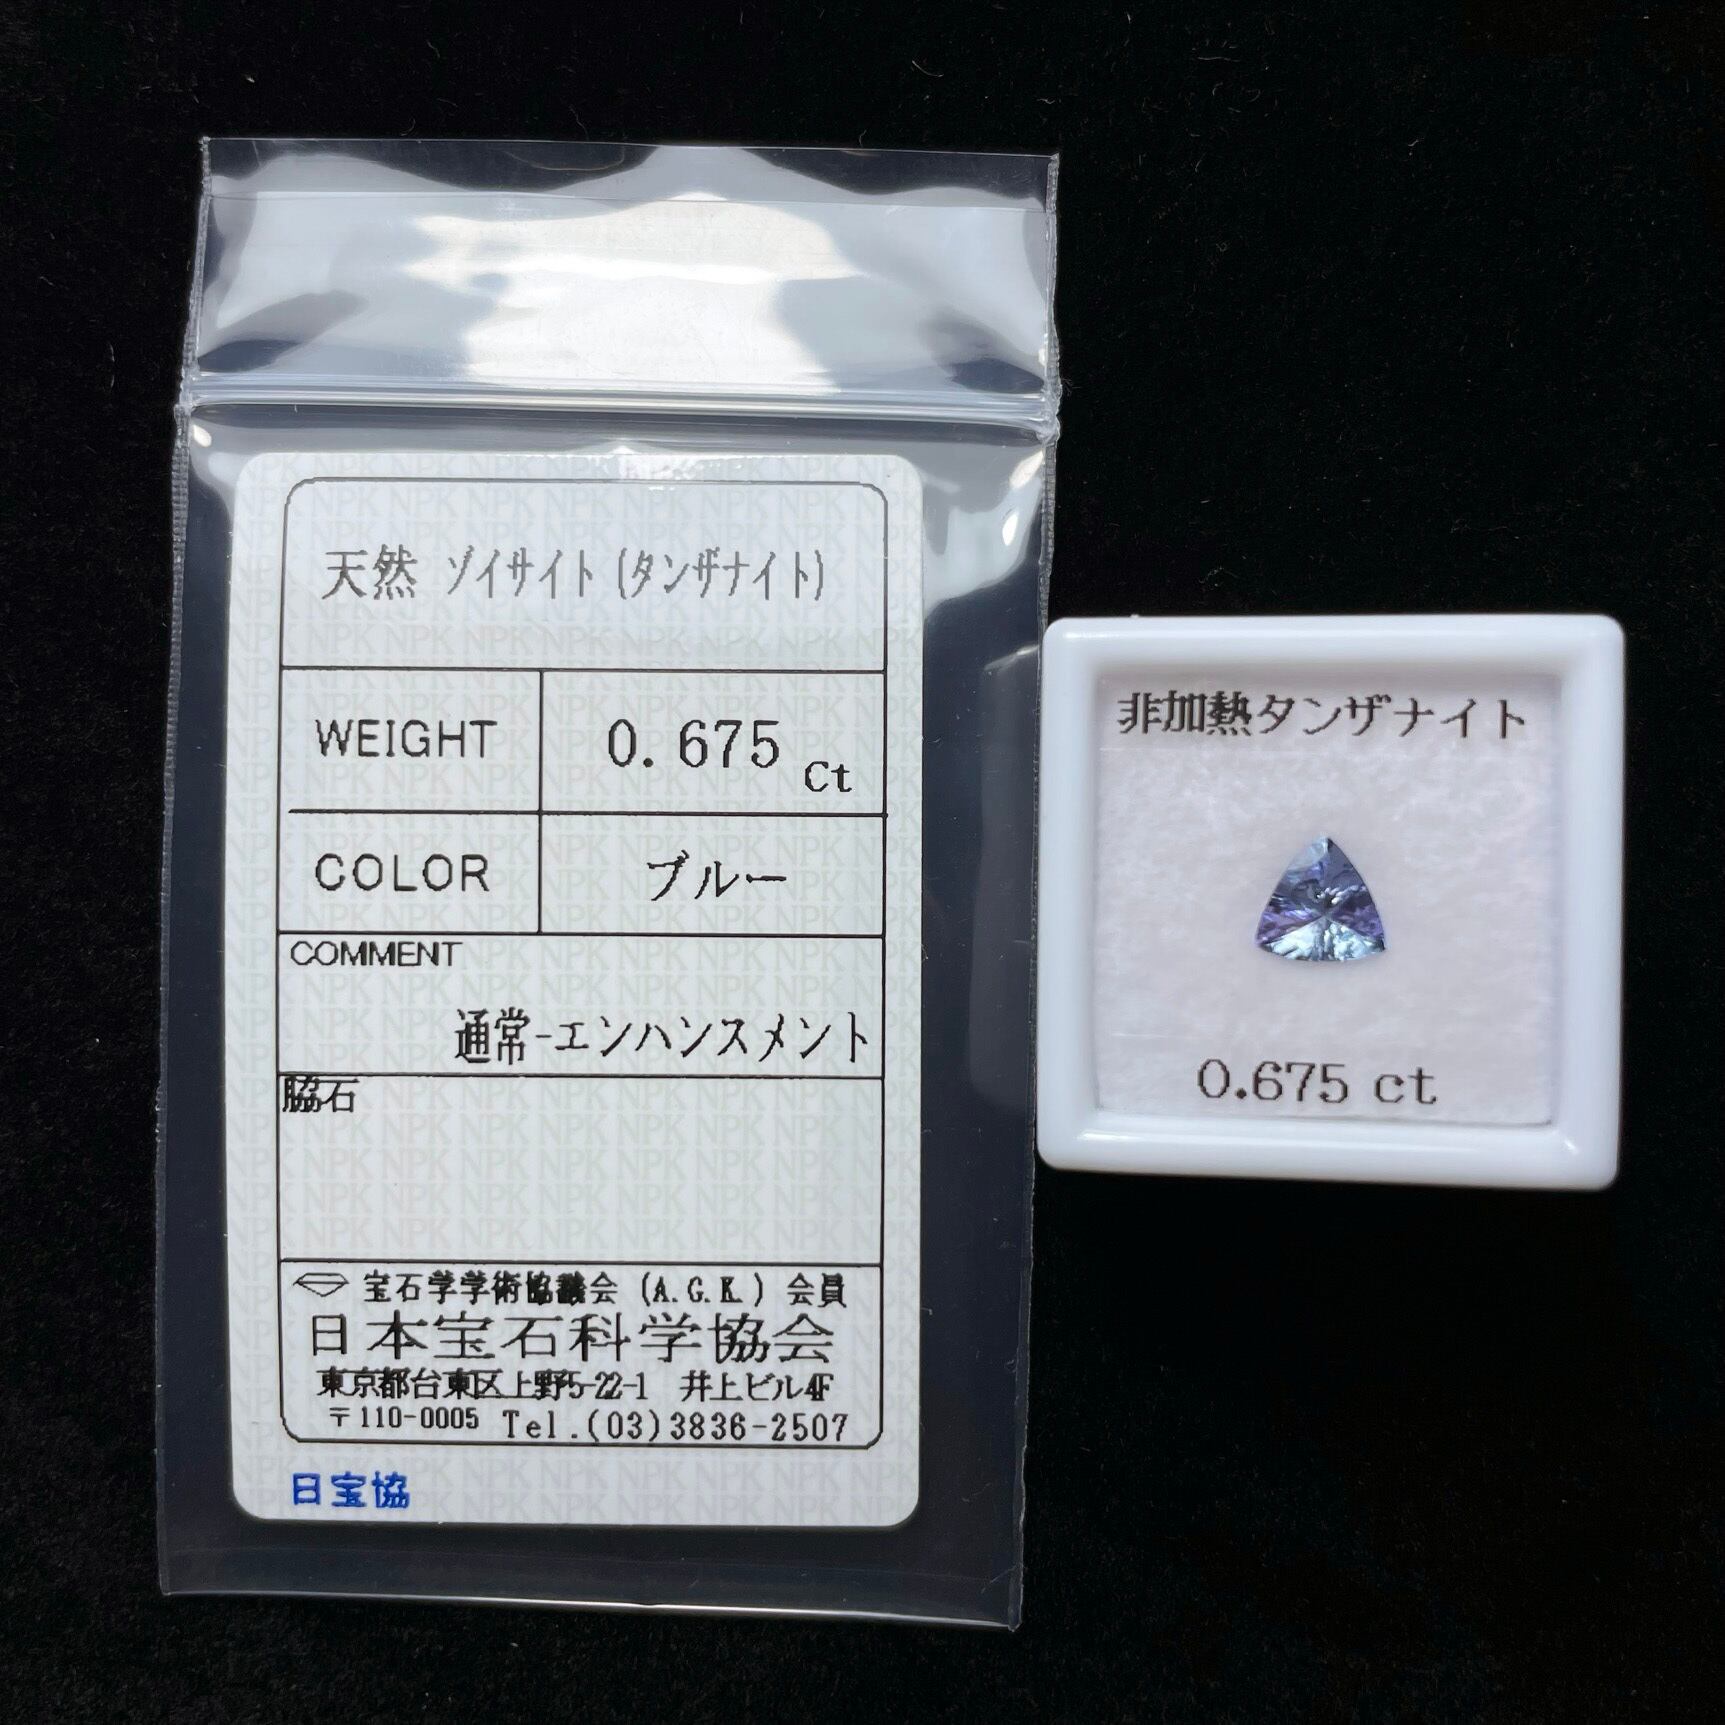 天然 ゾイサイト(タンザナイト)
WEIGHT 0.675 Ct
COLOR ブルー
COMMENT
通常-エンハンスメント
脇石
宝石学学術協議会 (A.G.K.) 会員
日本宝石科学協会
東京都台東区上野5-22-1 井上ビル4F
〒110-0005 Tel.(03)3836-2507
日宝協
非加熱タンザナイト
0.675 ct